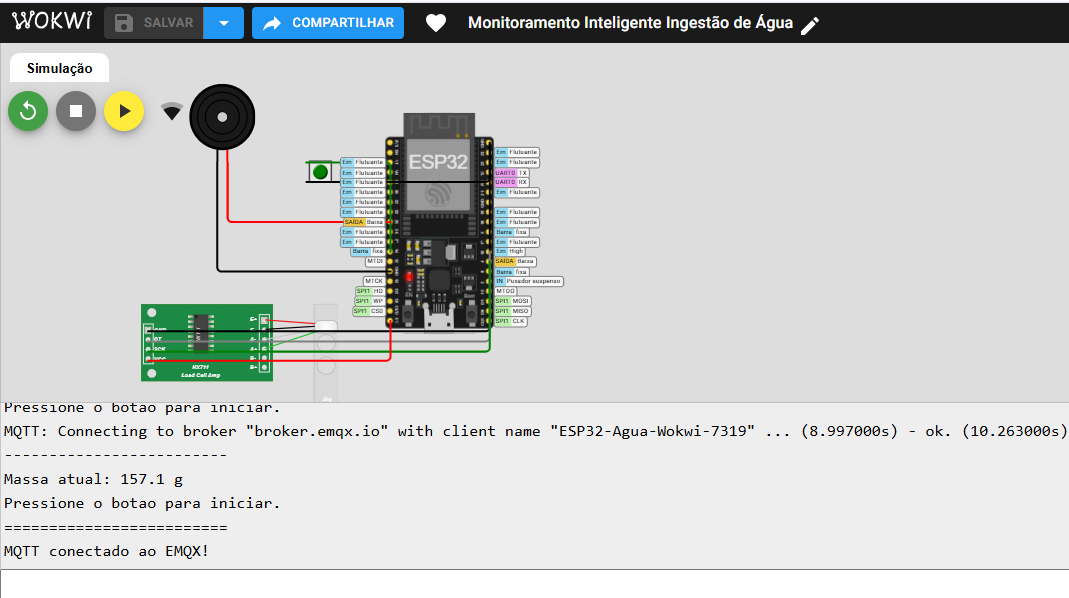 WOKWI SALVAR COMPARTILHAR Monitoramento Inteligente Ingestão de Água
Simulação
ESP32
Em Flutuante
Em Flutuante
Em Flutuante
Em Flutuante
Em Flutuante
Em Flutuante
SAÍDA Baixa
Em Flutuante
Em Flutuante
Barra fixa
MTDI
MTCK
SPI1 HD
SPI1 WP
SPI1 CS0
Em Flutuante
Em Flutuante
UART0 TX
UART0 RX
Em Flutuante
Em Flutuante
Em Flutuante
Barra fixa
Em Flutuante
Em High
SAÍDA Baixa
Barra fixa
IN Puxador suspenso
MTDO
SPI1 MOSI
SPI1 MISO
SPI1 CLK
E+
A-
A+
B-
B+
DT
SCK
VCC
HX711
Load Cell Amp
Pressione o botao para iniciar.
MQTT: Connecting to broker "broker.emqx.io" with client name "ESP32-Agua-Wokwi-7319" ... (8.997000s) - ok. (10.263000s)
------------------------
Massa atual: 157.1 g
Pressione o botao para iniciar.
========================
MQTT conectado ao EMQX!